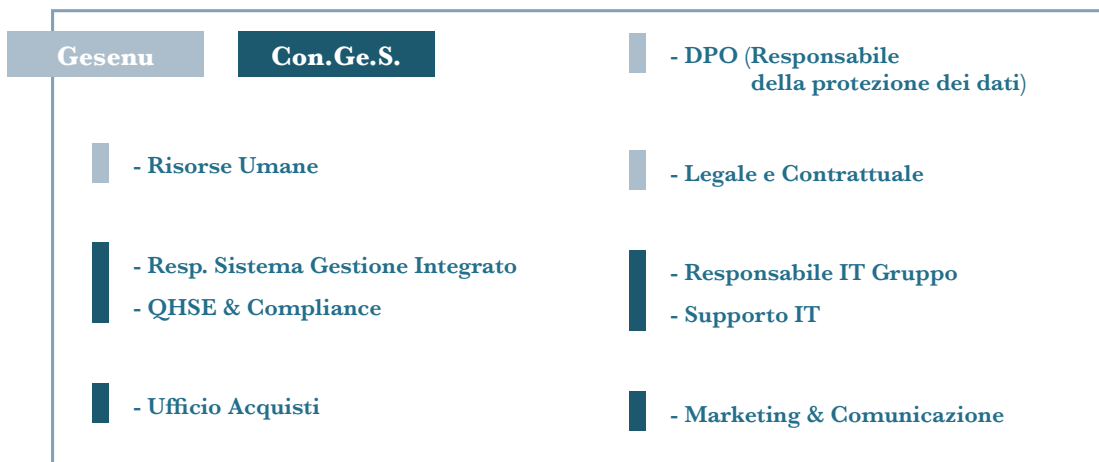 Gesenu
Con.Ge.S.
- Risorse Umane
- Resp. Sistema Gestione Integrato
- QHSE & Compliance
- Ufficio Acquisti
- DPO (Responsabile
della protezione dei dati)
- Legale e Contrattuale
- Responsabile IT Gruppo
- Supporto IT
- Marketing & Comunicazione